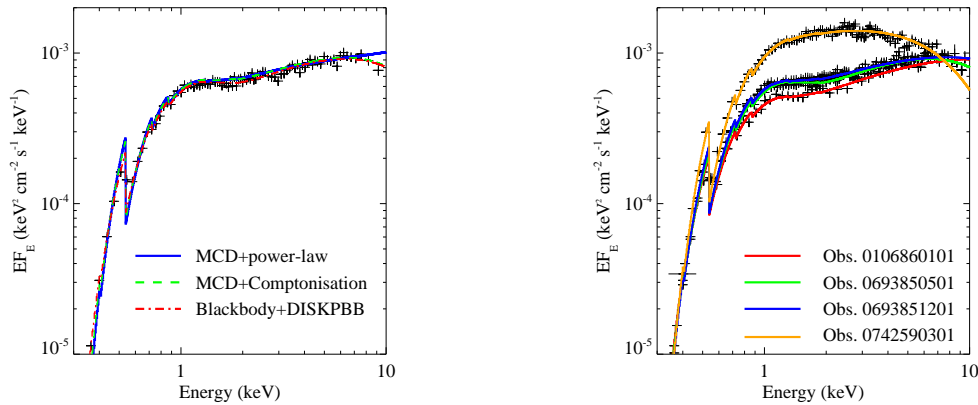 10⁻³
10⁻⁴
10⁻⁵
EF_E (keV² cm⁻² s⁻¹ keV⁻¹)
MCD+power-law
MCD+Comptonisation
Blackbody+DISKPBB
1
10
Energy (keV)
10⁻³
10⁻⁴
10⁻⁵
EF_E (keV² cm⁻² s⁻¹ keV⁻¹)
Obs. 0106860101
Obs. 0693850501
Obs. 0693851201
Obs. 0742590301
1
10
Energy (keV)